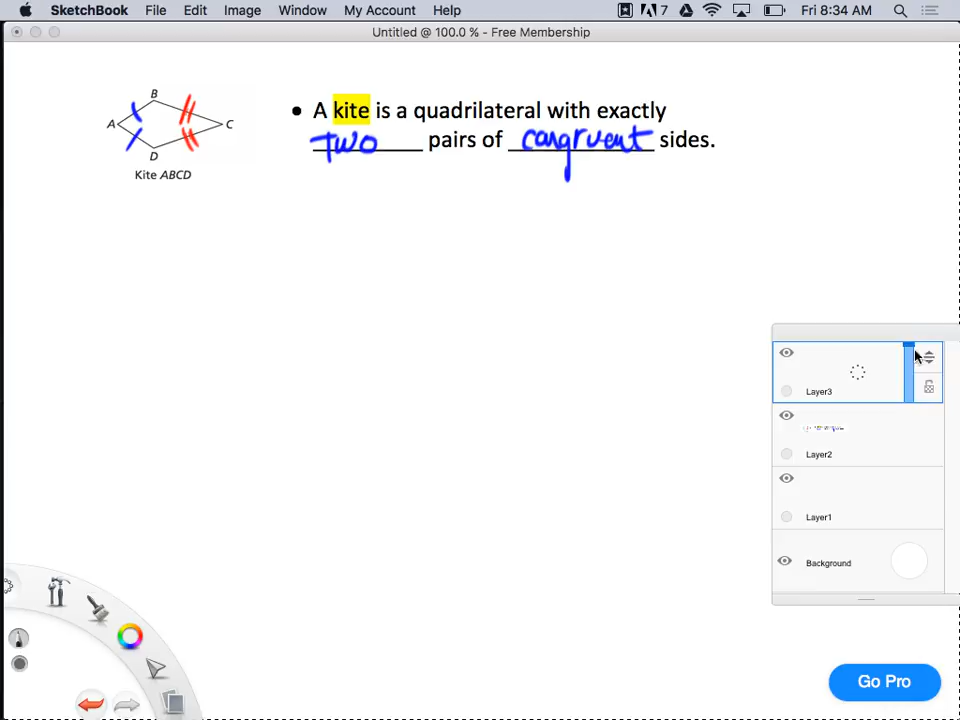 SketchBook File Edit Image Window My Account Help 7 Fri 8:34 AM
Untitled @ 100.0 % - Free Membership
B
A
C
D
Kite ABCD
• A kite is a quadrilateral with exactly
two pairs of congruent sides.
Layer3
Layer2
Layer1
Background
Go Pro